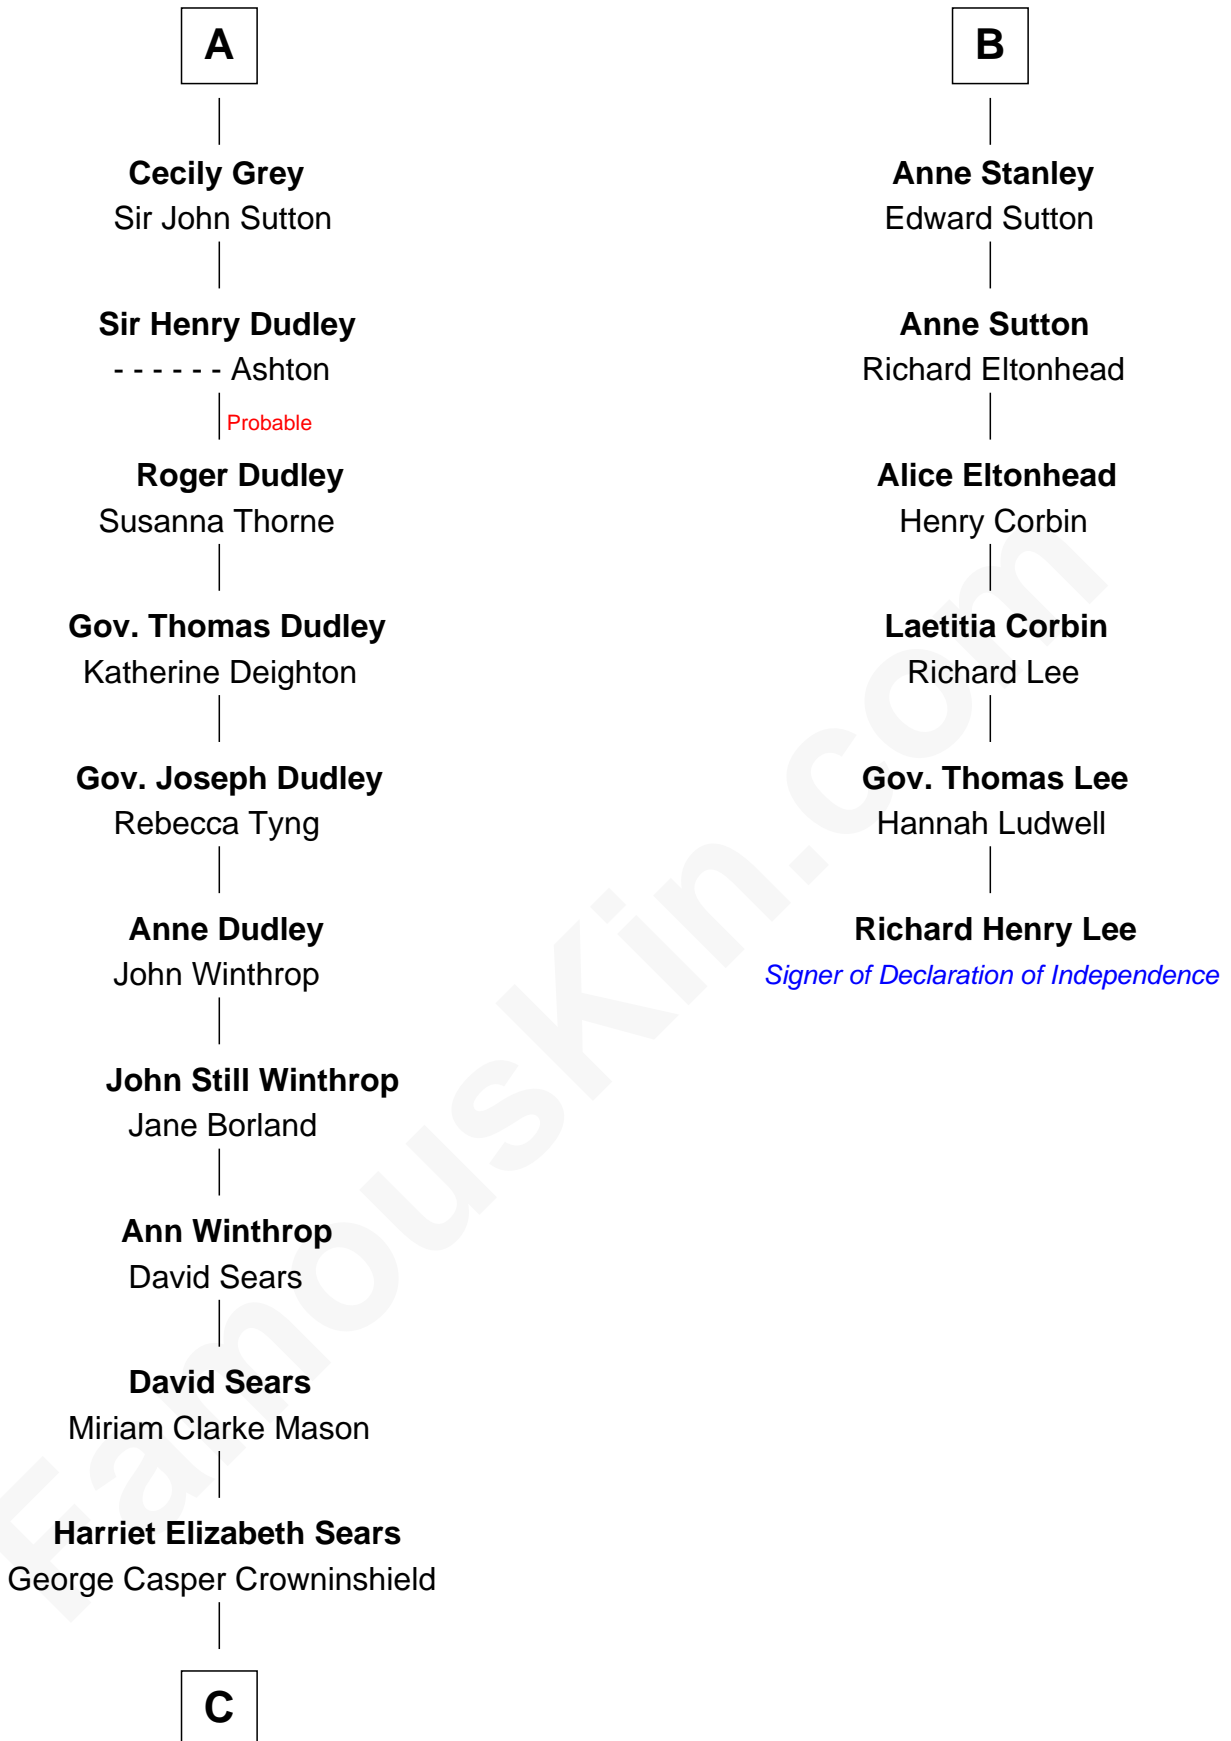 A
Cecily Grey
Sir John Sutton
Sir Henry Dudley
- - - - - - Ashton
Probable
Roger Dudley
Susanna Thorne
Gov. Thomas Dudley
Katherine Deighton
Gov. Joseph Dudley
Rebecca Tyng
Anne Dudley
John Winthrop
John Still Winthrop
Jane Borland
Ann Winthrop
David Sears
David Sears
Miriam Clarke Mason
Harriet Elizabeth Sears
George Casper Crowninshield
C
B
Anne Stanley
Edward Sutton
Anne Sutton
Richard Eltonhead
Alice Eltonhead
Henry Corbin
Laetitia Corbin
Richard Lee
Gov. Thomas Lee
Hannah Ludwell
Richard Henry Lee
Signer of Declaration of Independence
FamousKin.com